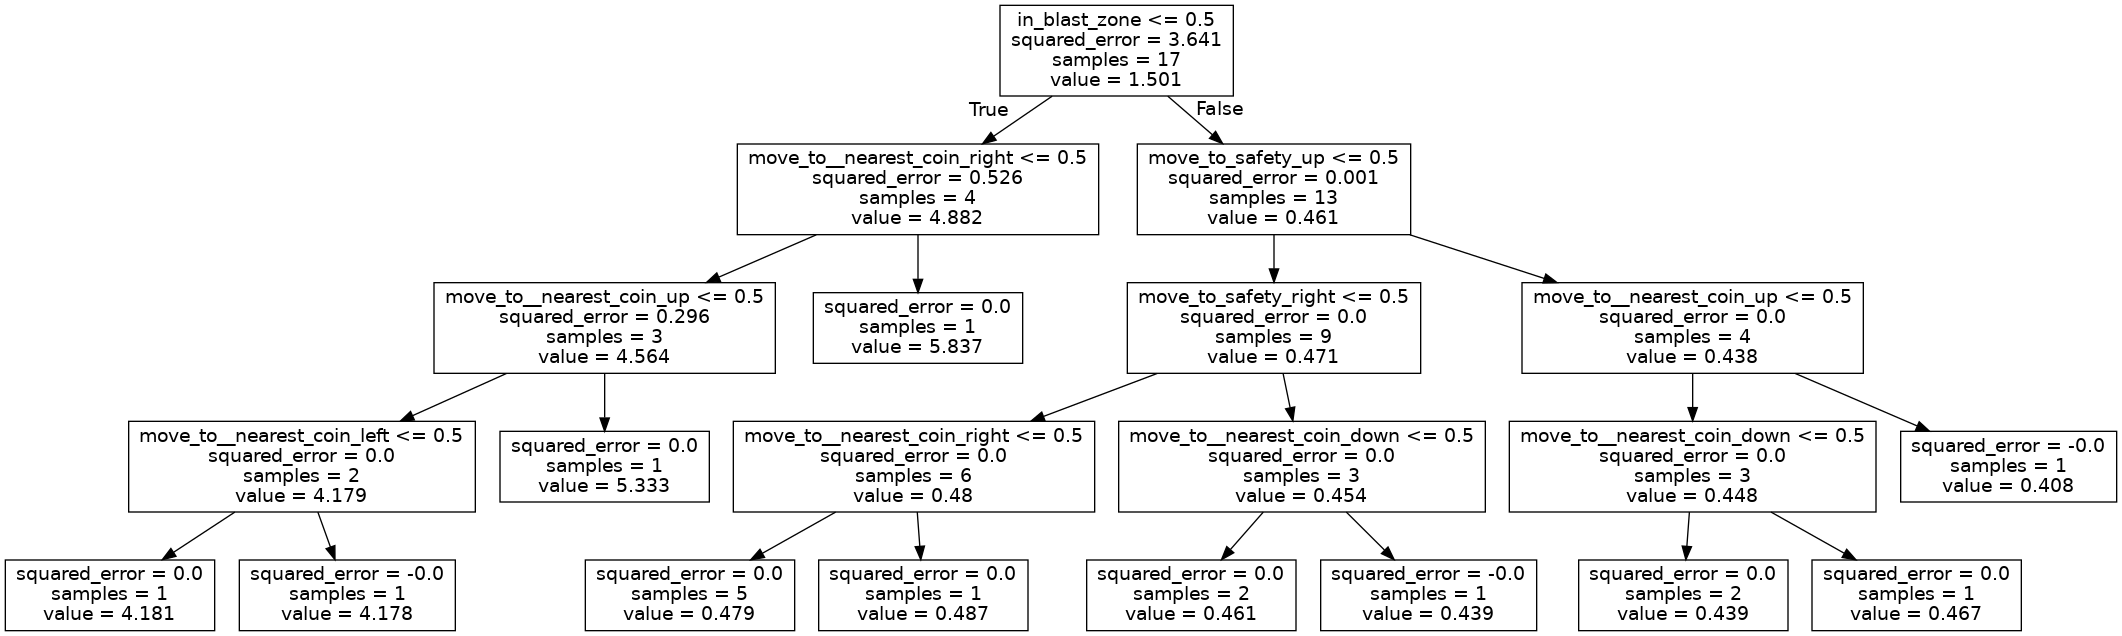 in_blast_zone <= 0.5
squared_error = 3.641
samples = 17
value = 1.501
True
False
move_to__nearest_coin_right <= 0.5
squared_error = 0.526
samples = 4
value = 4.882
move_to_safety_up <= 0.5
squared_error = 0.001
samples = 13
value = 0.461
move_to__nearest_coin_up <= 0.5
squared_error = 0.296
samples = 3
value = 4.564
squared_error = 0.0
samples = 1
value = 5.837
move_to_safety_right <= 0.5
squared_error = 0.0
samples = 9
value = 0.471
move_to__nearest_coin_up <= 0.5
squared_error = 0.0
samples = 4
value = 0.438
move_to__nearest_coin_left <= 0.5
squared_error = 0.0
samples = 2
value = 4.179
squared_error = 0.0
samples = 1
value = 5.333
move_to__nearest_coin_right <= 0.5
squared_error = 0.0
samples = 6
value = 0.48
move_to__nearest_coin_down <= 0.5
squared_error = 0.0
samples = 3
value = 0.454
move_to__nearest_coin_down <= 0.5
squared_error = 0.0
samples = 3
value = 0.448
squared_error = -0.0
samples = 1
value = 0.408
squared_error = 0.0
samples = 1
value = 4.181
squared_error = -0.0
samples = 1
value = 4.178
squared_error = 0.0
samples = 5
value = 0.479
squared_error = 0.0
samples = 1
value = 0.487
squared_error = 0.0
samples = 2
value = 0.461
squared_error = -0.0
samples = 1
value = 0.439
squared_error = 0.0
samples = 2
value = 0.439
squared_error = 0.0
samples = 1
value = 0.467